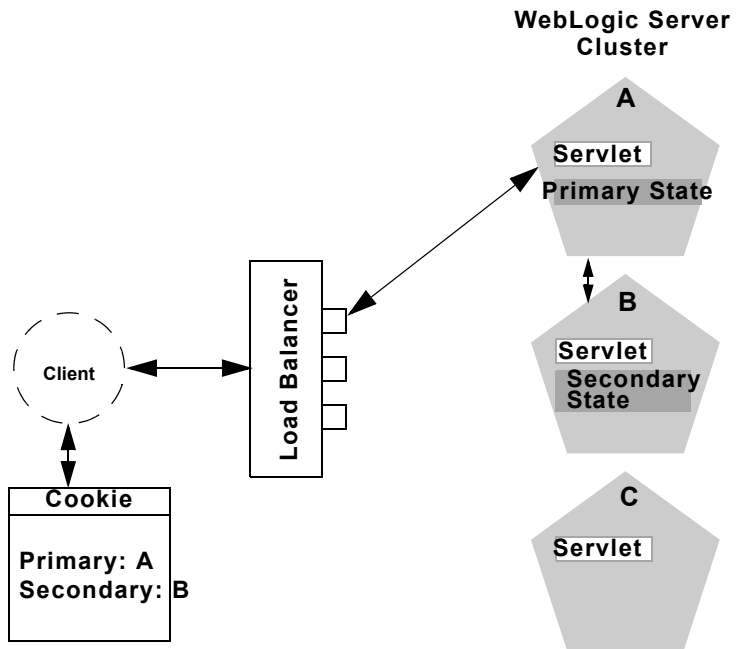 WebLogic Server
Cluster
A
Servlet
Primary State
B
Servlet
Secondary
State
C
Servlet
Load Balancer
Client
Cookie
Primary: A
Secondary: B